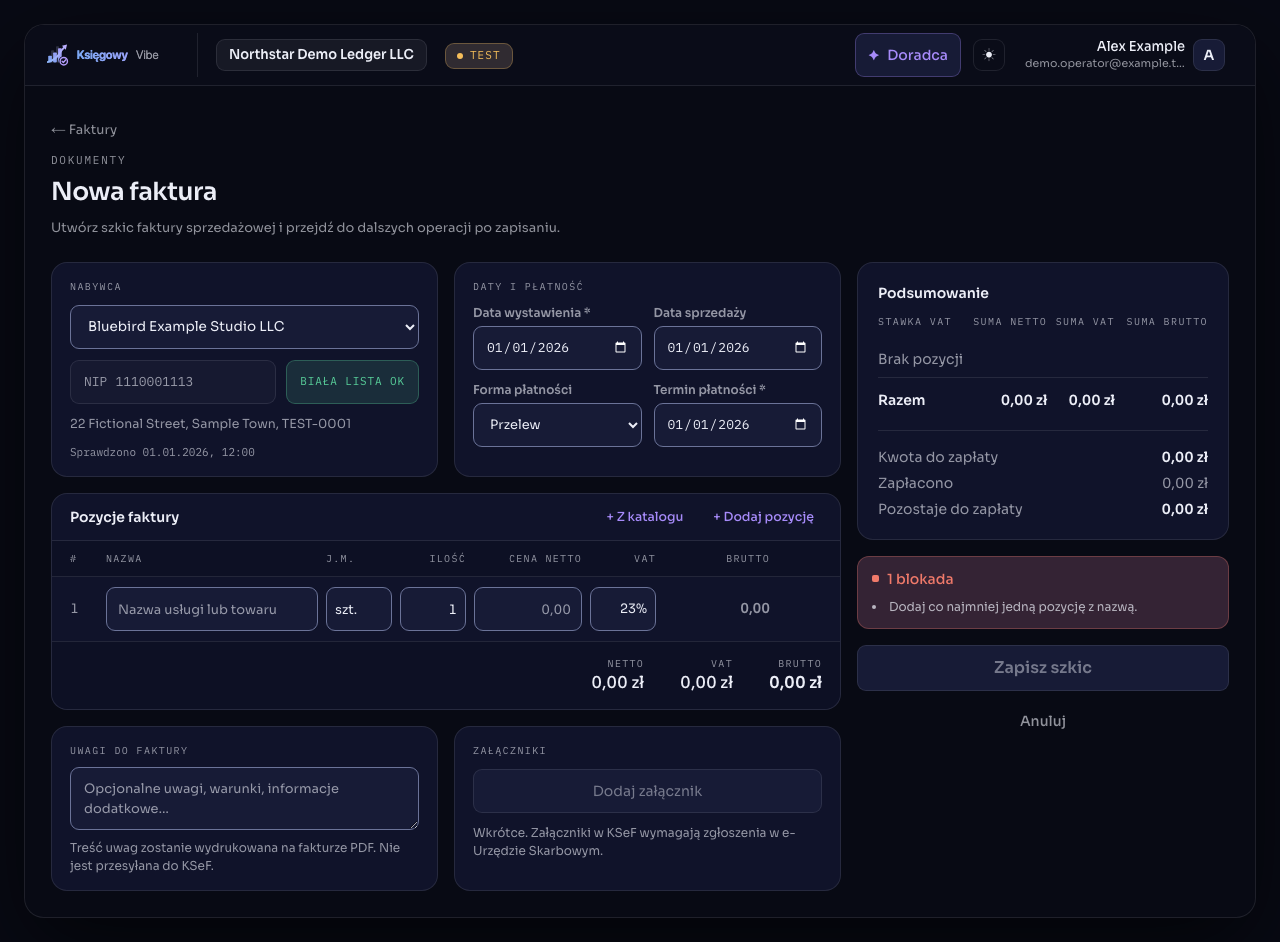 Księgowy Vibe
Northstar Demo Ledger LLC
TEST
Doradca
Alex Example
demo.operator@example.t...
A
← Faktury
DOKUMENTY
Nowa faktura
Utwórz szkic faktury sprzedażowej i przejdź do dalszych operacji po zapisaniu.
NABYWCA
Bluebird Example Studio LLC
NIP 1110001113
BIAŁA LISTA OK
22 Fictional Street, Sample Town, TEST-0001
Sprawdzono 01.01.2026, 12:00
DATY I PŁATNOŚĆ
Data wystawienia *
Data sprzedaży
01/01/2026
01/01/2026
Forma płatności
Termin płatności *
Przelew
01/01/2026
Pozycje faktury
+ Z katalogu
+ Dodaj pozycję
# NAZWA J.M. ILOŚĆ CENA NETTO VAT BRUTTO
1 Nazwa usługi lub towaru szt. 1 0,00 23% 0,00
NETTO VAT BRUTTO
0,00 zł 0,00 zł 0,00 zł
UWAGI DO FAKTURY
Opcjonalne uwagi, warunki, informacje
dodatkowe...
Treść uwag zostanie wydrukowana na fakturze PDF. Nie
jest przesyłana do KSeF.
ZAŁĄCZNIKI
Dodaj załącznik
Wkrótce. Załączniki w KSeF wymagają zgłoszenia w e-
Urzędzie Skarbowym.
Podsumowanie
STAWKA VAT SUMA NETTO SUMA VAT SUMA BRUTTO
Brak pozycji
Razem 0,00 zł 0,00 zł 0,00 zł
Kwota do zapłaty 0,00 zł
Zapłacono 0,00 zł
Pozostaje do zapłaty 0,00 zł
1 blokada
• Dodaj co najmniej jedną pozycję z nazwą.
Zapisz szkic
Anuluj